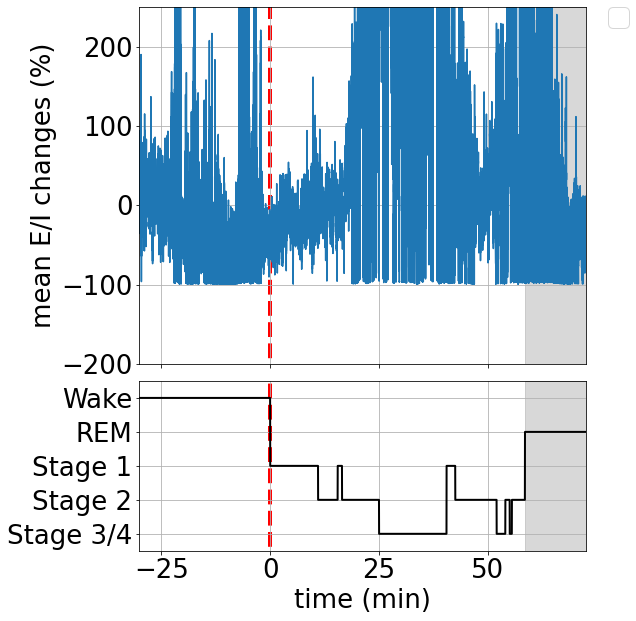 mean E/I changes (%)
200
100
0
−100
−200
Wake
REM
Stage 1
Stage 2
Stage 3/4
−25 0 25 50
time (min)